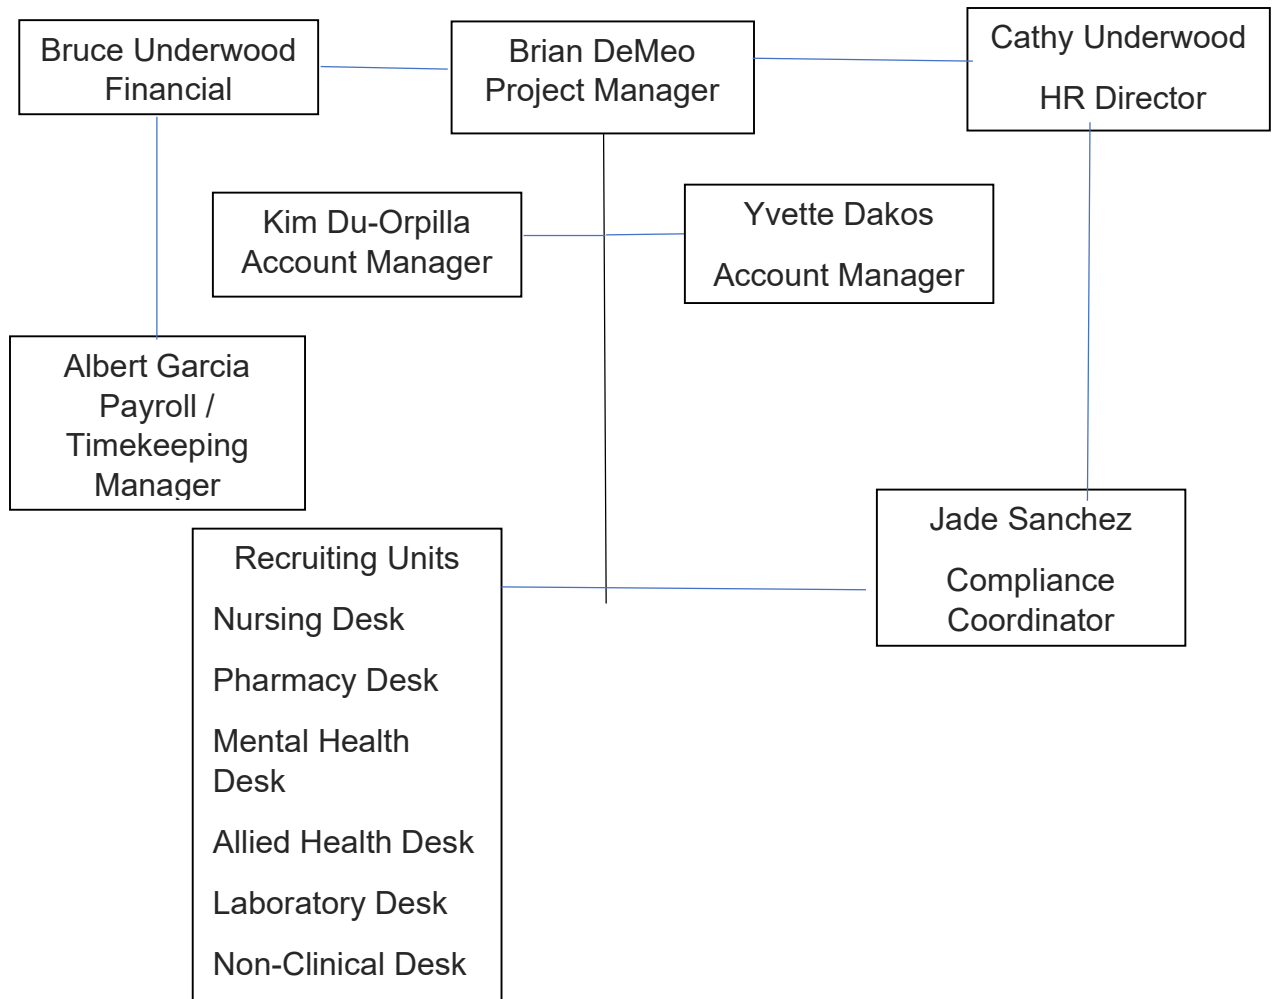 Bruce Underwood
Financial
Brian DeMeo
Project Manager
Cathy Underwood
HR Director
Kim Du-Orpilla
Account Manager
Yvette Dakos
Account Manager
Albert Garcia
Payroll /
Timekeeping
Manager
Jade Sanchez
Compliance
Coordinator
Recruiting Units
Nursing Desk
Pharmacy Desk
Mental Health
Desk
Allied Health Desk
Laboratory Desk
Non-Clinical Desk